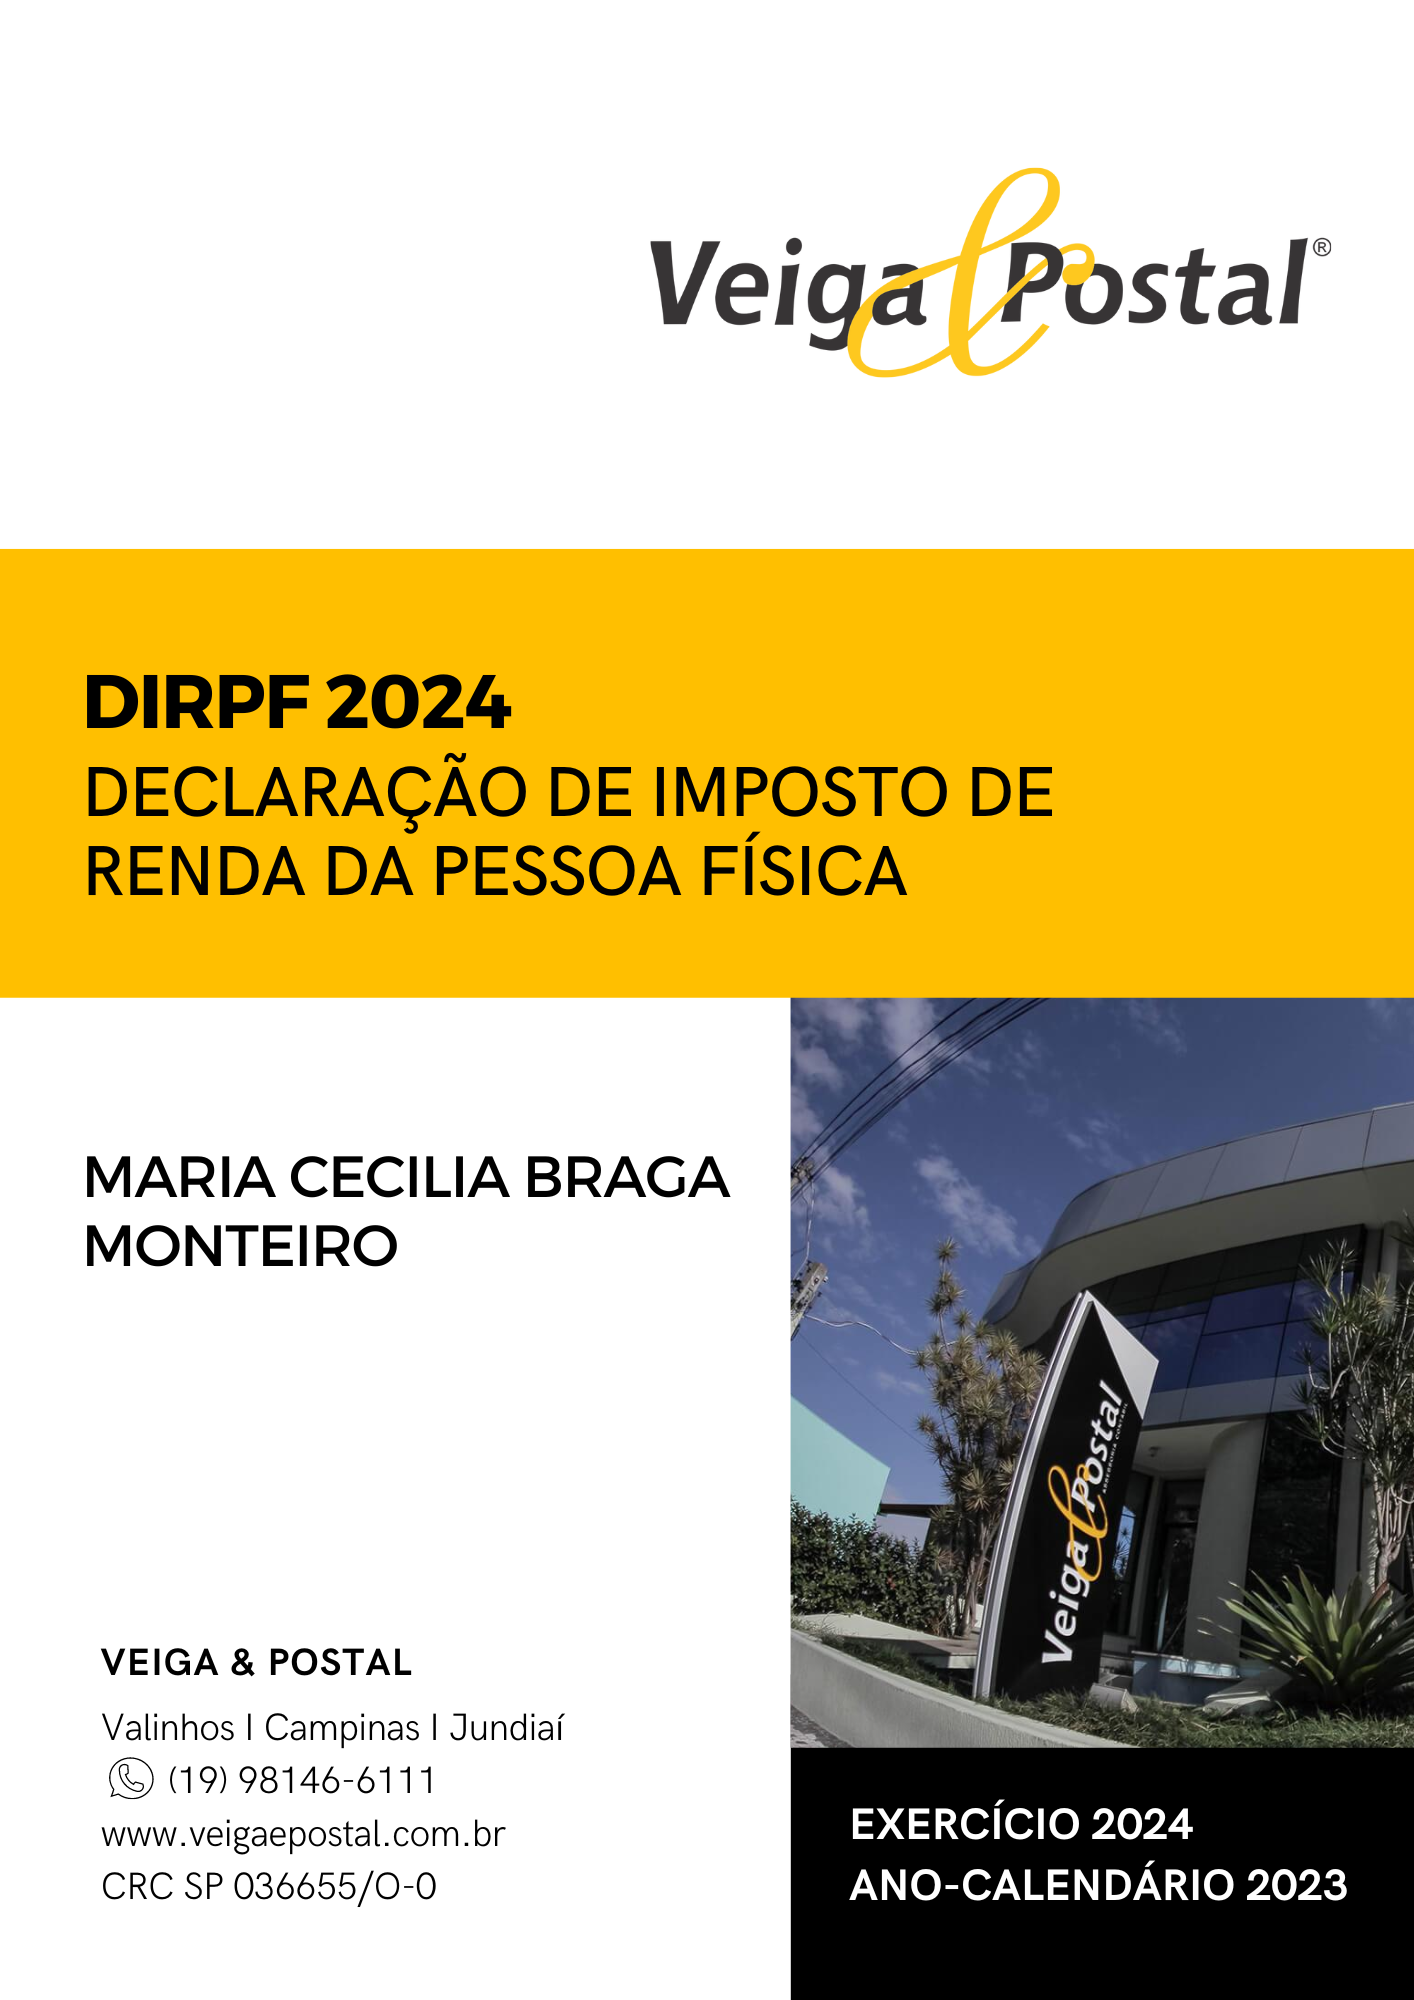 Veiga & Postal®
DIRPF 2024
DECLARAÇÃO DE IMPOSTO DE
RENDA DA PESSOA FÍSICA
MARIA CECILIA BRAGA
MONTEIRO
Veiga & Postal
ASSESSORIA CONTÁBIL
VEIGA & POSTAL
Valinhos I Campinas I Jundiaí
(19) 98146-6111
www.veigaepostal.com.br
CRC SP 036655/O-0
EXERCÍCIO 2024
ANO-CALENDÁRIO 2023